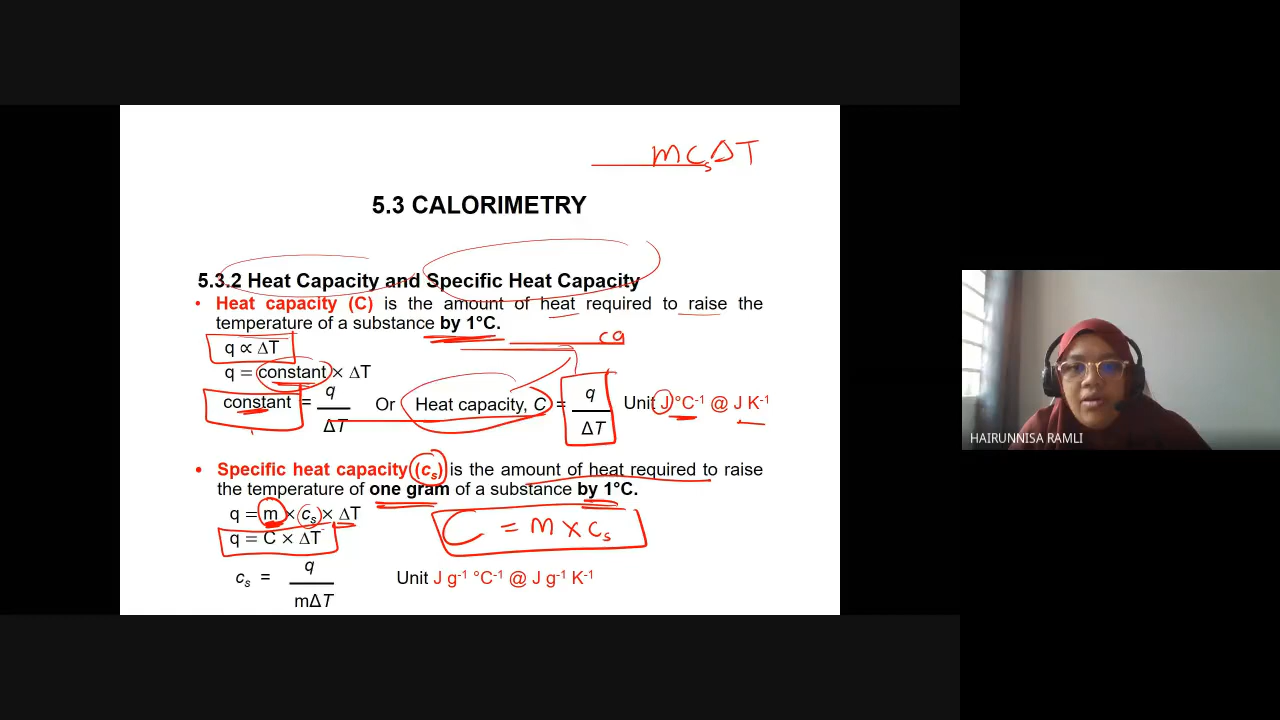 mcₛΔT
5.3 CALORIMETRY
5.3.2 Heat Capacity and Specific Heat Capacity
• Heat capacity (C) is the amount of heat required to raise the
temperature of a substance by 1°C.
q ∝ ΔT
q = constant × ΔT
constant = q / ΔT Or Heat capacity, C = q / ΔT Unit J °C⁻¹ @ J K⁻¹
• Specific heat capacity (cₛ) is the amount of heat required to raise
the temperature of one gram of a substance by 1°C.
q = m × cₛ × ΔT
C = m × cₛ
q = C × ΔT
cₛ = q / mΔT Unit J g⁻¹ °C⁻¹ @ J g⁻¹ K⁻¹
HAIRUNNISA RAMLI